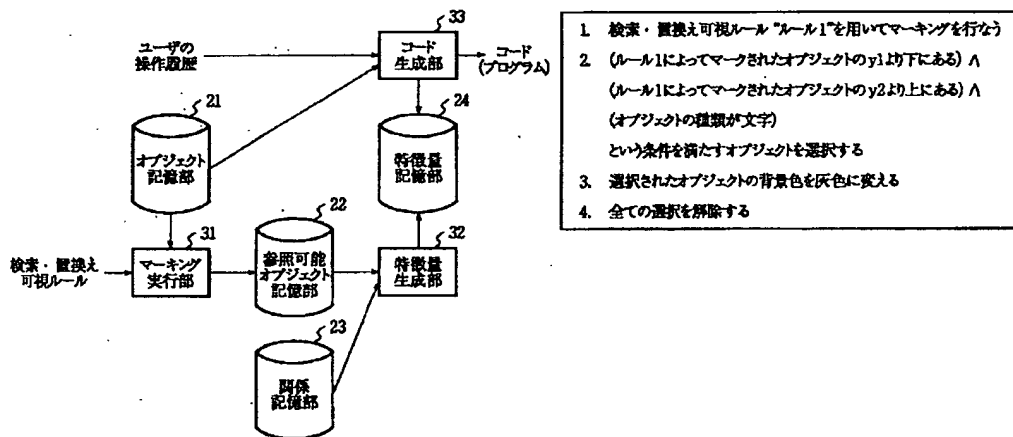 33
ユーザの
操作履歴
コード
生成部
コード
(プログラム)
21
24
オブジェクト
記憶部
特徴量
記憶部
31
22
32
検索・置換え
可視ルール
マーキング
実行部
参照可能
オブジェクト
記憶部
特徴量
生成部
23
関係
記憶部
1. 検索・置換え可視ルール "ルール1"を用いてマーキングを行なう
2. (ルール1によってマークされたオブジェクトのy1より下にある) ∧
(ルール1によってマークされたオブジェクトのy2より上にある) ∧
(オブジェクトの種類が文字)
という条件を満たすオブジェクトを選択する
3. 選択されたオブジェクトの背景色を灰色に変える
4. 全ての選択を解除する